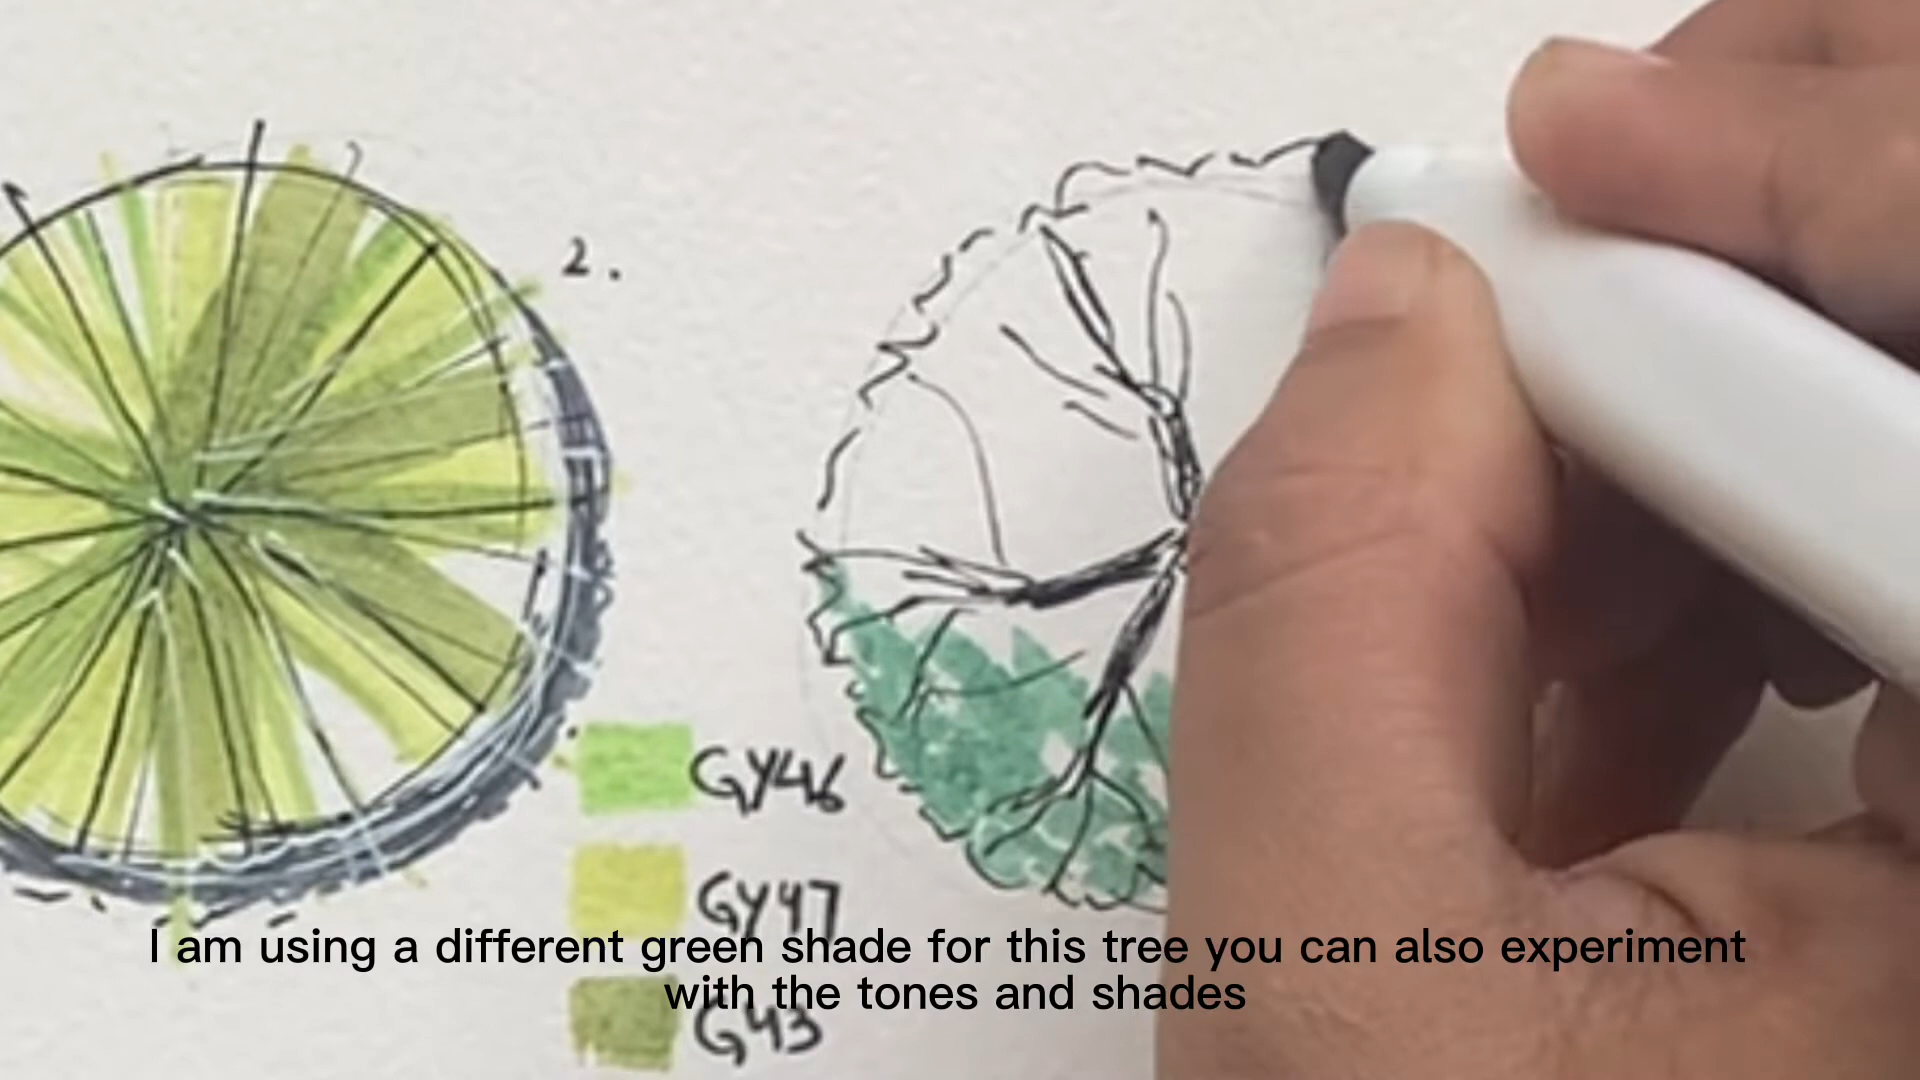 2.
GY46
GY47
G43
I am using a different green shade for this tree you can also experiment
with the tones and shades